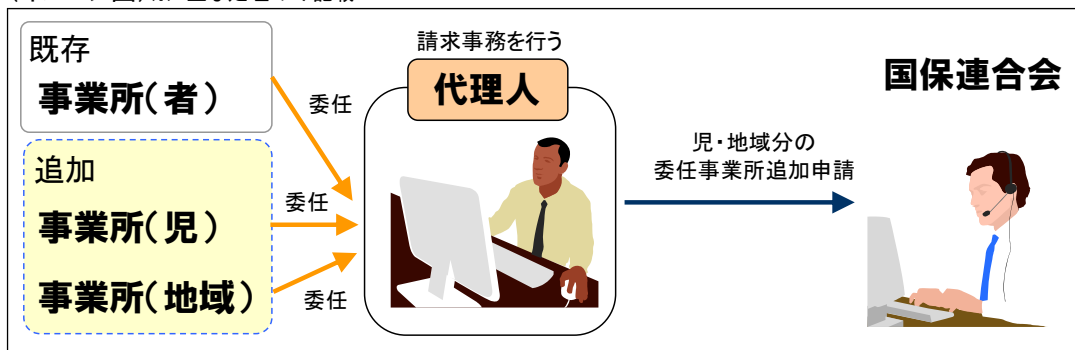 既存
事業所(者)
追加
事業所(児)
事業所(地域)
委任
委任
委任
請求事務を行う
代理人
児・地域分の
委任事業所追加申請
国保連合会